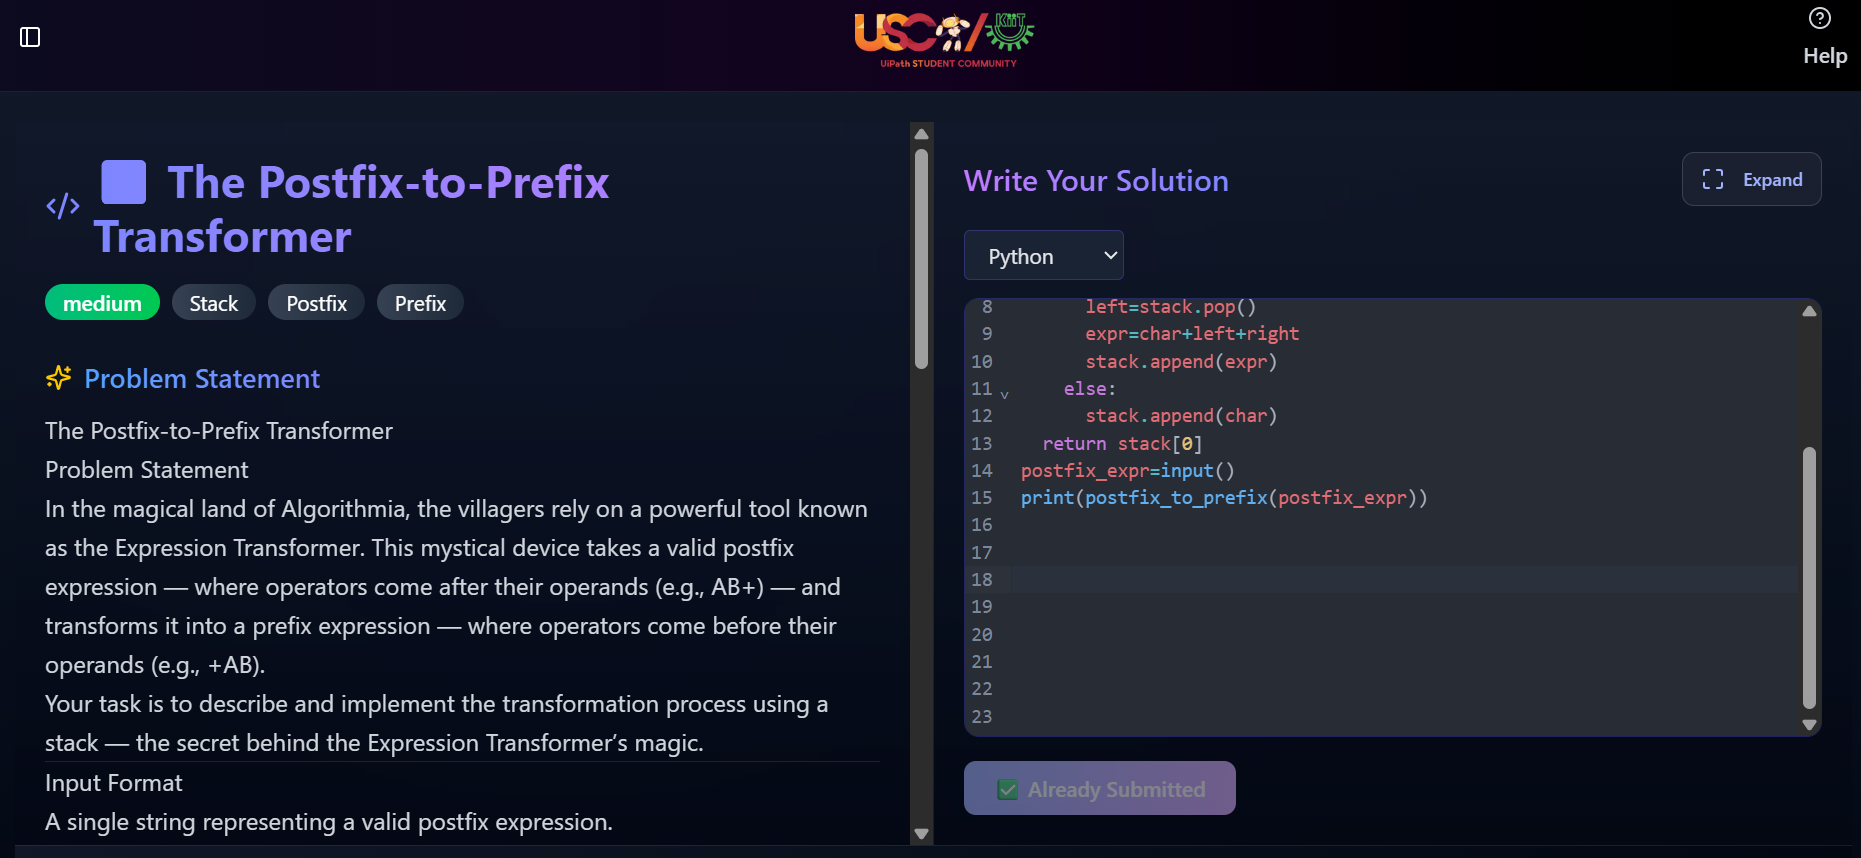 USC
KiiT
UiPath STUDENT COMMUNITY
Help
The Postfix-to-Prefix
Transformer
medium
Stack
Postfix
Prefix
Problem Statement
The Postfix-to-Prefix Transformer
Problem Statement
In the magical land of Algorithmia, the villagers rely on a powerful tool known
as the Expression Transformer. This mystical device takes a valid postfix
expression — where operators come after their operands (e.g., AB+) — and
transforms it into a prefix expression — where operators come before their
operands (e.g., +AB).
Your task is to describe and implement the transformation process using a
stack — the secret behind the Expression Transformer’s magic.
Input Format
A single string representing a valid postfix expression.
Write Your Solution
Expand
Python
8 left=stack.pop()
9 expr=char+left+right
10 stack.append(expr)
11 else:
12 stack.append(char)
13 return stack[0]
14 postfix_expr=input()
15 print(postfix_to_prefix(postfix_expr))
16
17
18
19
20
21
22
23
Already Submitted